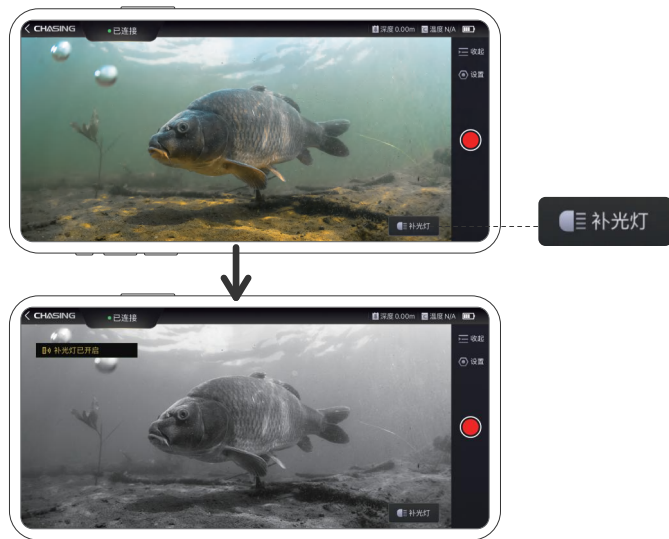 CHASING
已连接
深度 0.00m
温度 N/A
收起
设置
补光灯
补光灯
CHASING
已连接
深度 0.00m
温度 N/A
补光灯已开启
收起
设置
补光灯